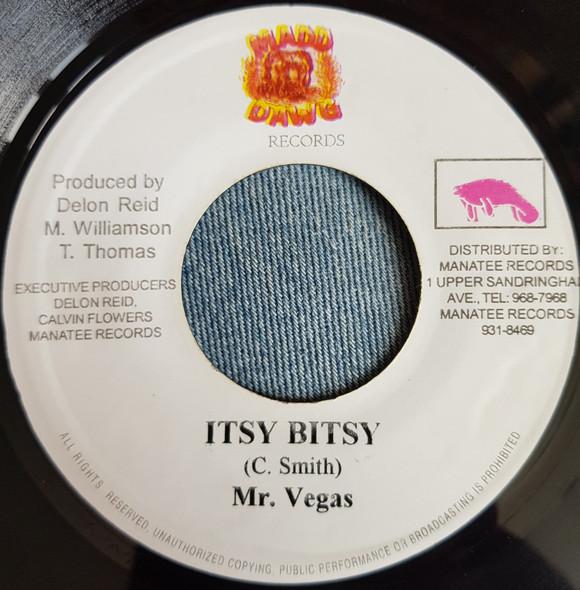 MADD
DAWG
RECORDS
Produced by
Delon Reid
M. Williamson
T. Thomas
EXECUTIVE PRODUCERS
DELON REID,
CALVIN FLOWERS
MANATEE RECORDS
DISTRIBUTED BY:
MANATEE RECORDS
1 UPPER SANDRINGHA
AVE., TEL: 968-7968
MANATEE RECORDS
931-8469
ITSY BITSY
(C. Smith)
Mr. Vegas
ALL RIGHTS RESERVED, UNAUTHORIZED COPYING, PUBLIC PERFORMANCE OR BROADCASTING IS PROHIBITED